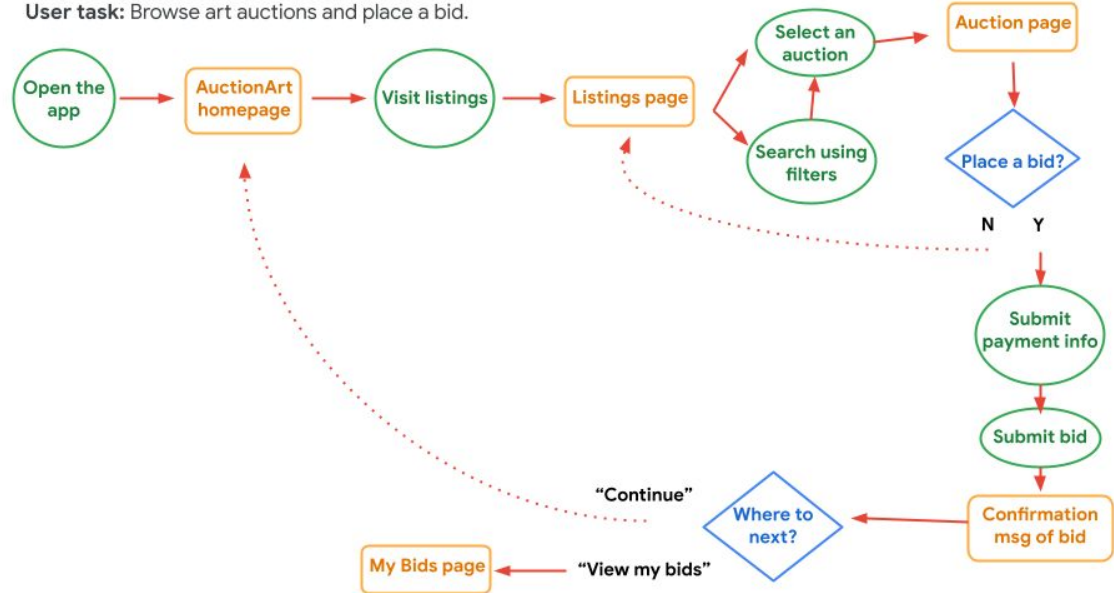 User task: Browse art auctions and place a bid.
Open the
app
AuctionArt
homepage
Visit listings
Listings page
Select an
auction
Search using
filters
Auction page
Place a bid?
N
Y
Submit
payment info
Submit bid
Confirmation
msg of bid
Where to
next?
“Continue”
“View my bids”
My Bids page